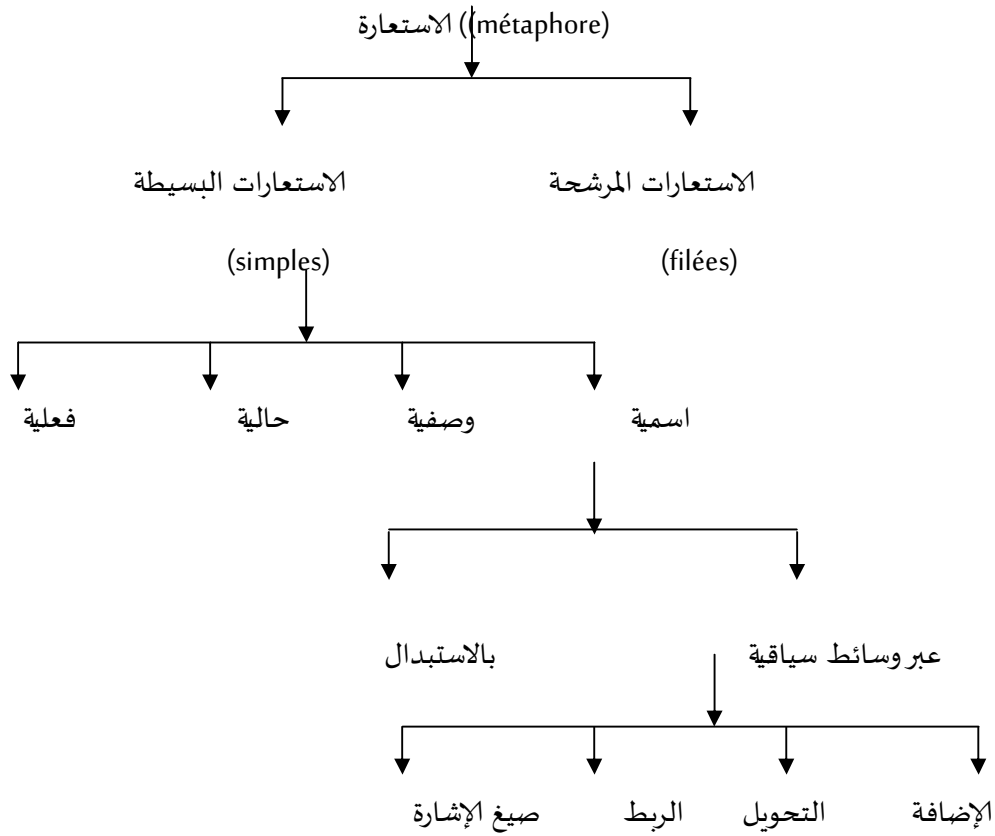 الاستعارة ((métaphore)
الاستعارات المرشحة
الاستعارات البسيطة
(filées)
(simples)
اسمية
وصفية
حالية
فعلية
عبر وسائط سياقية
بالاستبدال
الإضافة
التحويل
الربط
صيغ الإشارة